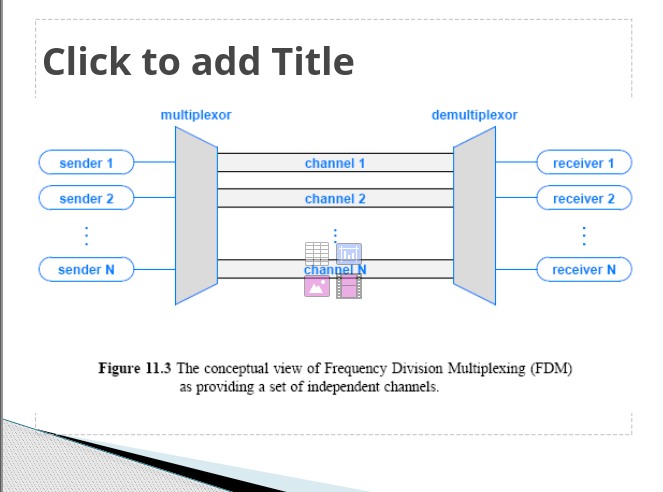 Click to add Title
multiplexor demultiplexor
sender 1 channel 1 receiver 1
sender 2 channel 2 receiver 2
sender N channel N receiver N
Figure 11.3 The conceptual view of Frequency Division Multiplexing (FDM)
as providing a set of independent channels.